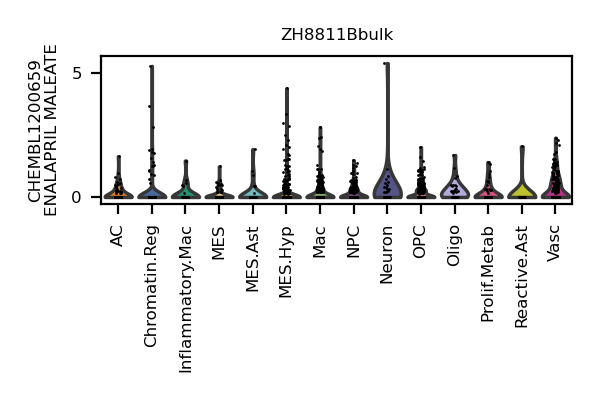 ZH8811Bbulk
CHEMBL1200659
ENALAPRIL MALEATE
5
0
AC
Chromatin.Reg
Inflammatory.Mac
MES
MES.Ast
MES.Hyp
Mac
NPC
Neuron
OPC
Oligo
Prolif.Metab
Reactive.Ast
Vasc